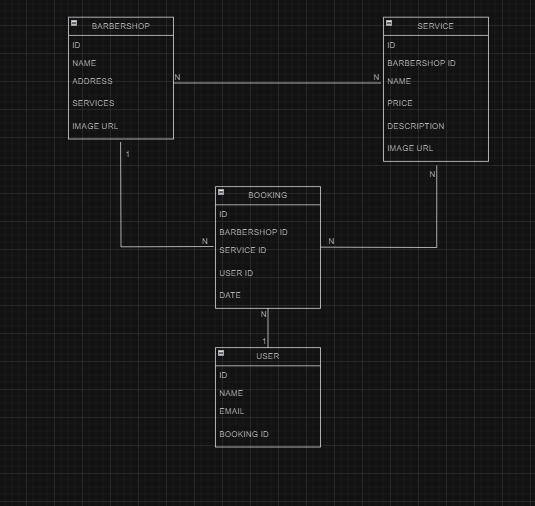 BARBERSHOP
ID
NAME
ADDRESS
SERVICES
IMAGE URL
SERVICE
ID
BARBERSHOP ID
NAME
PRICE
DESCRIPTION
IMAGE URL
N
N
1
N
N
N
BOOKING
ID
BARBERSHOP ID
SERVICE ID
USER ID
DATE
N
1
USER
ID
NAME
EMAIL
BOOKING ID